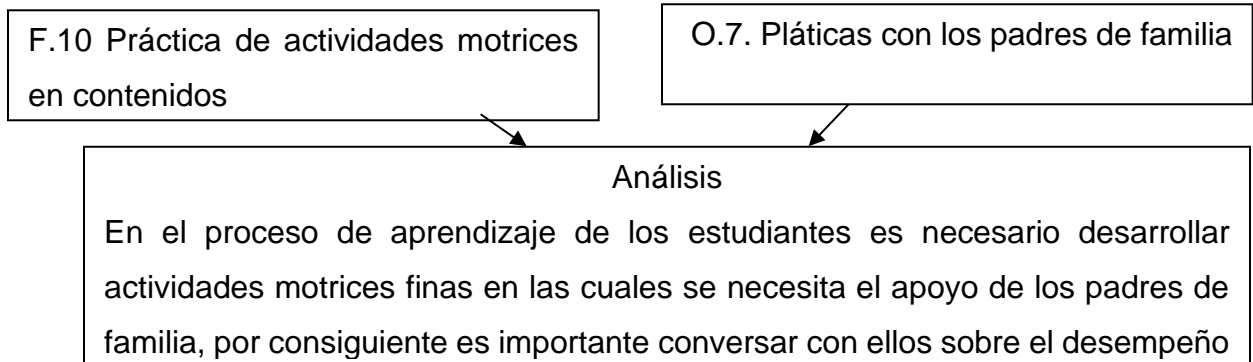 F.10 Práctica de actividades motrices
en contenidos
O.7. Pláticas con los padres de familia
Análisis
En el proceso de aprendizaje de los estudiantes es necesario desarrollar
actividades motrices finas en las cuales se necesita el apoyo de los padres de
familia, por consiguiente es importante conversar con ellos sobre el desempeño